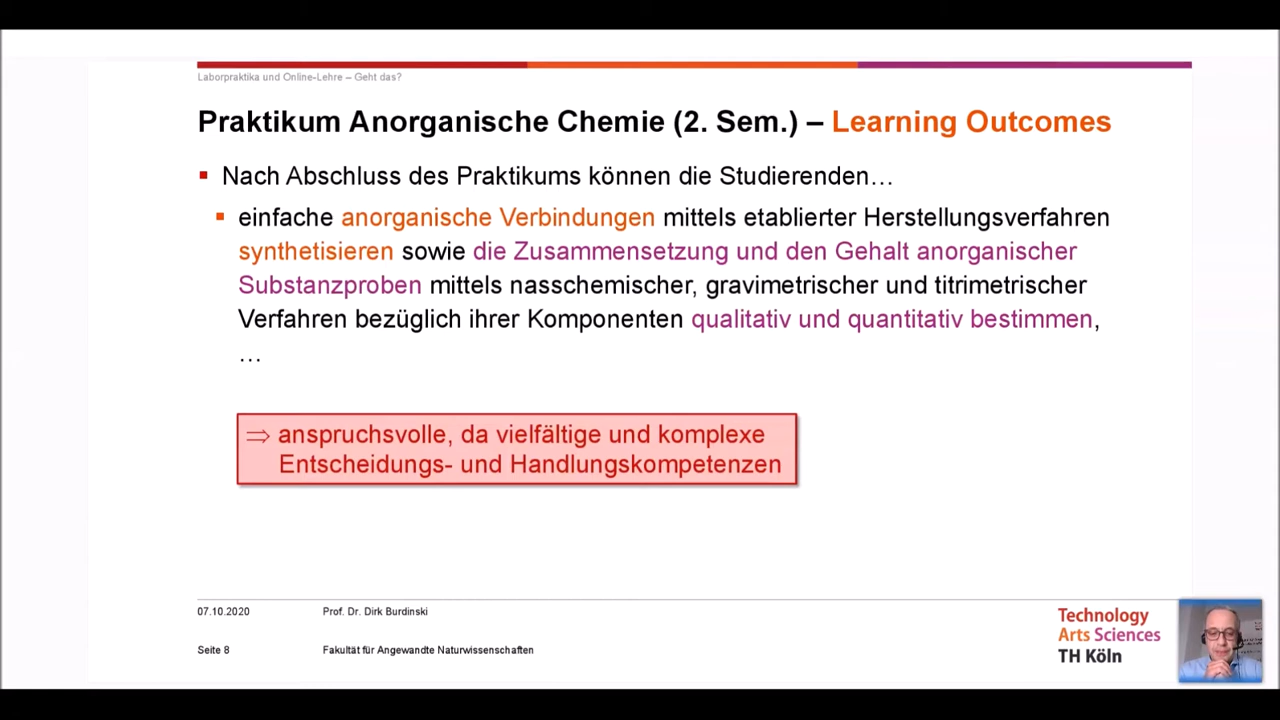 Laborpraktika und Online-Lehre – Geht das?
Praktikum Anorganische Chemie (2. Sem.) – Learning Outcomes
Nach Abschluss des Praktikums können die Studierenden…
einfache anorganische Verbindungen mittels etablierter Herstellungsverfahren
synthetisieren sowie die Zusammensetzung und den Gehalt anorganischer
Substanzproben mittels nasschemischer, gravimetrischer und titrimetrischer
Verfahren bezüglich ihrer Komponenten qualitativ und quantitativ bestimmen,
…
⇒ anspruchsvolle, da vielfältige und komplexe
Entscheidungs- und Handlungskompetenzen
07.10.2020 Prof. Dr. Dirk Burdinski
Seite 8 Fakultät für Angewandte Naturwissenschaften
Technology
Arts Sciences
TH Köln